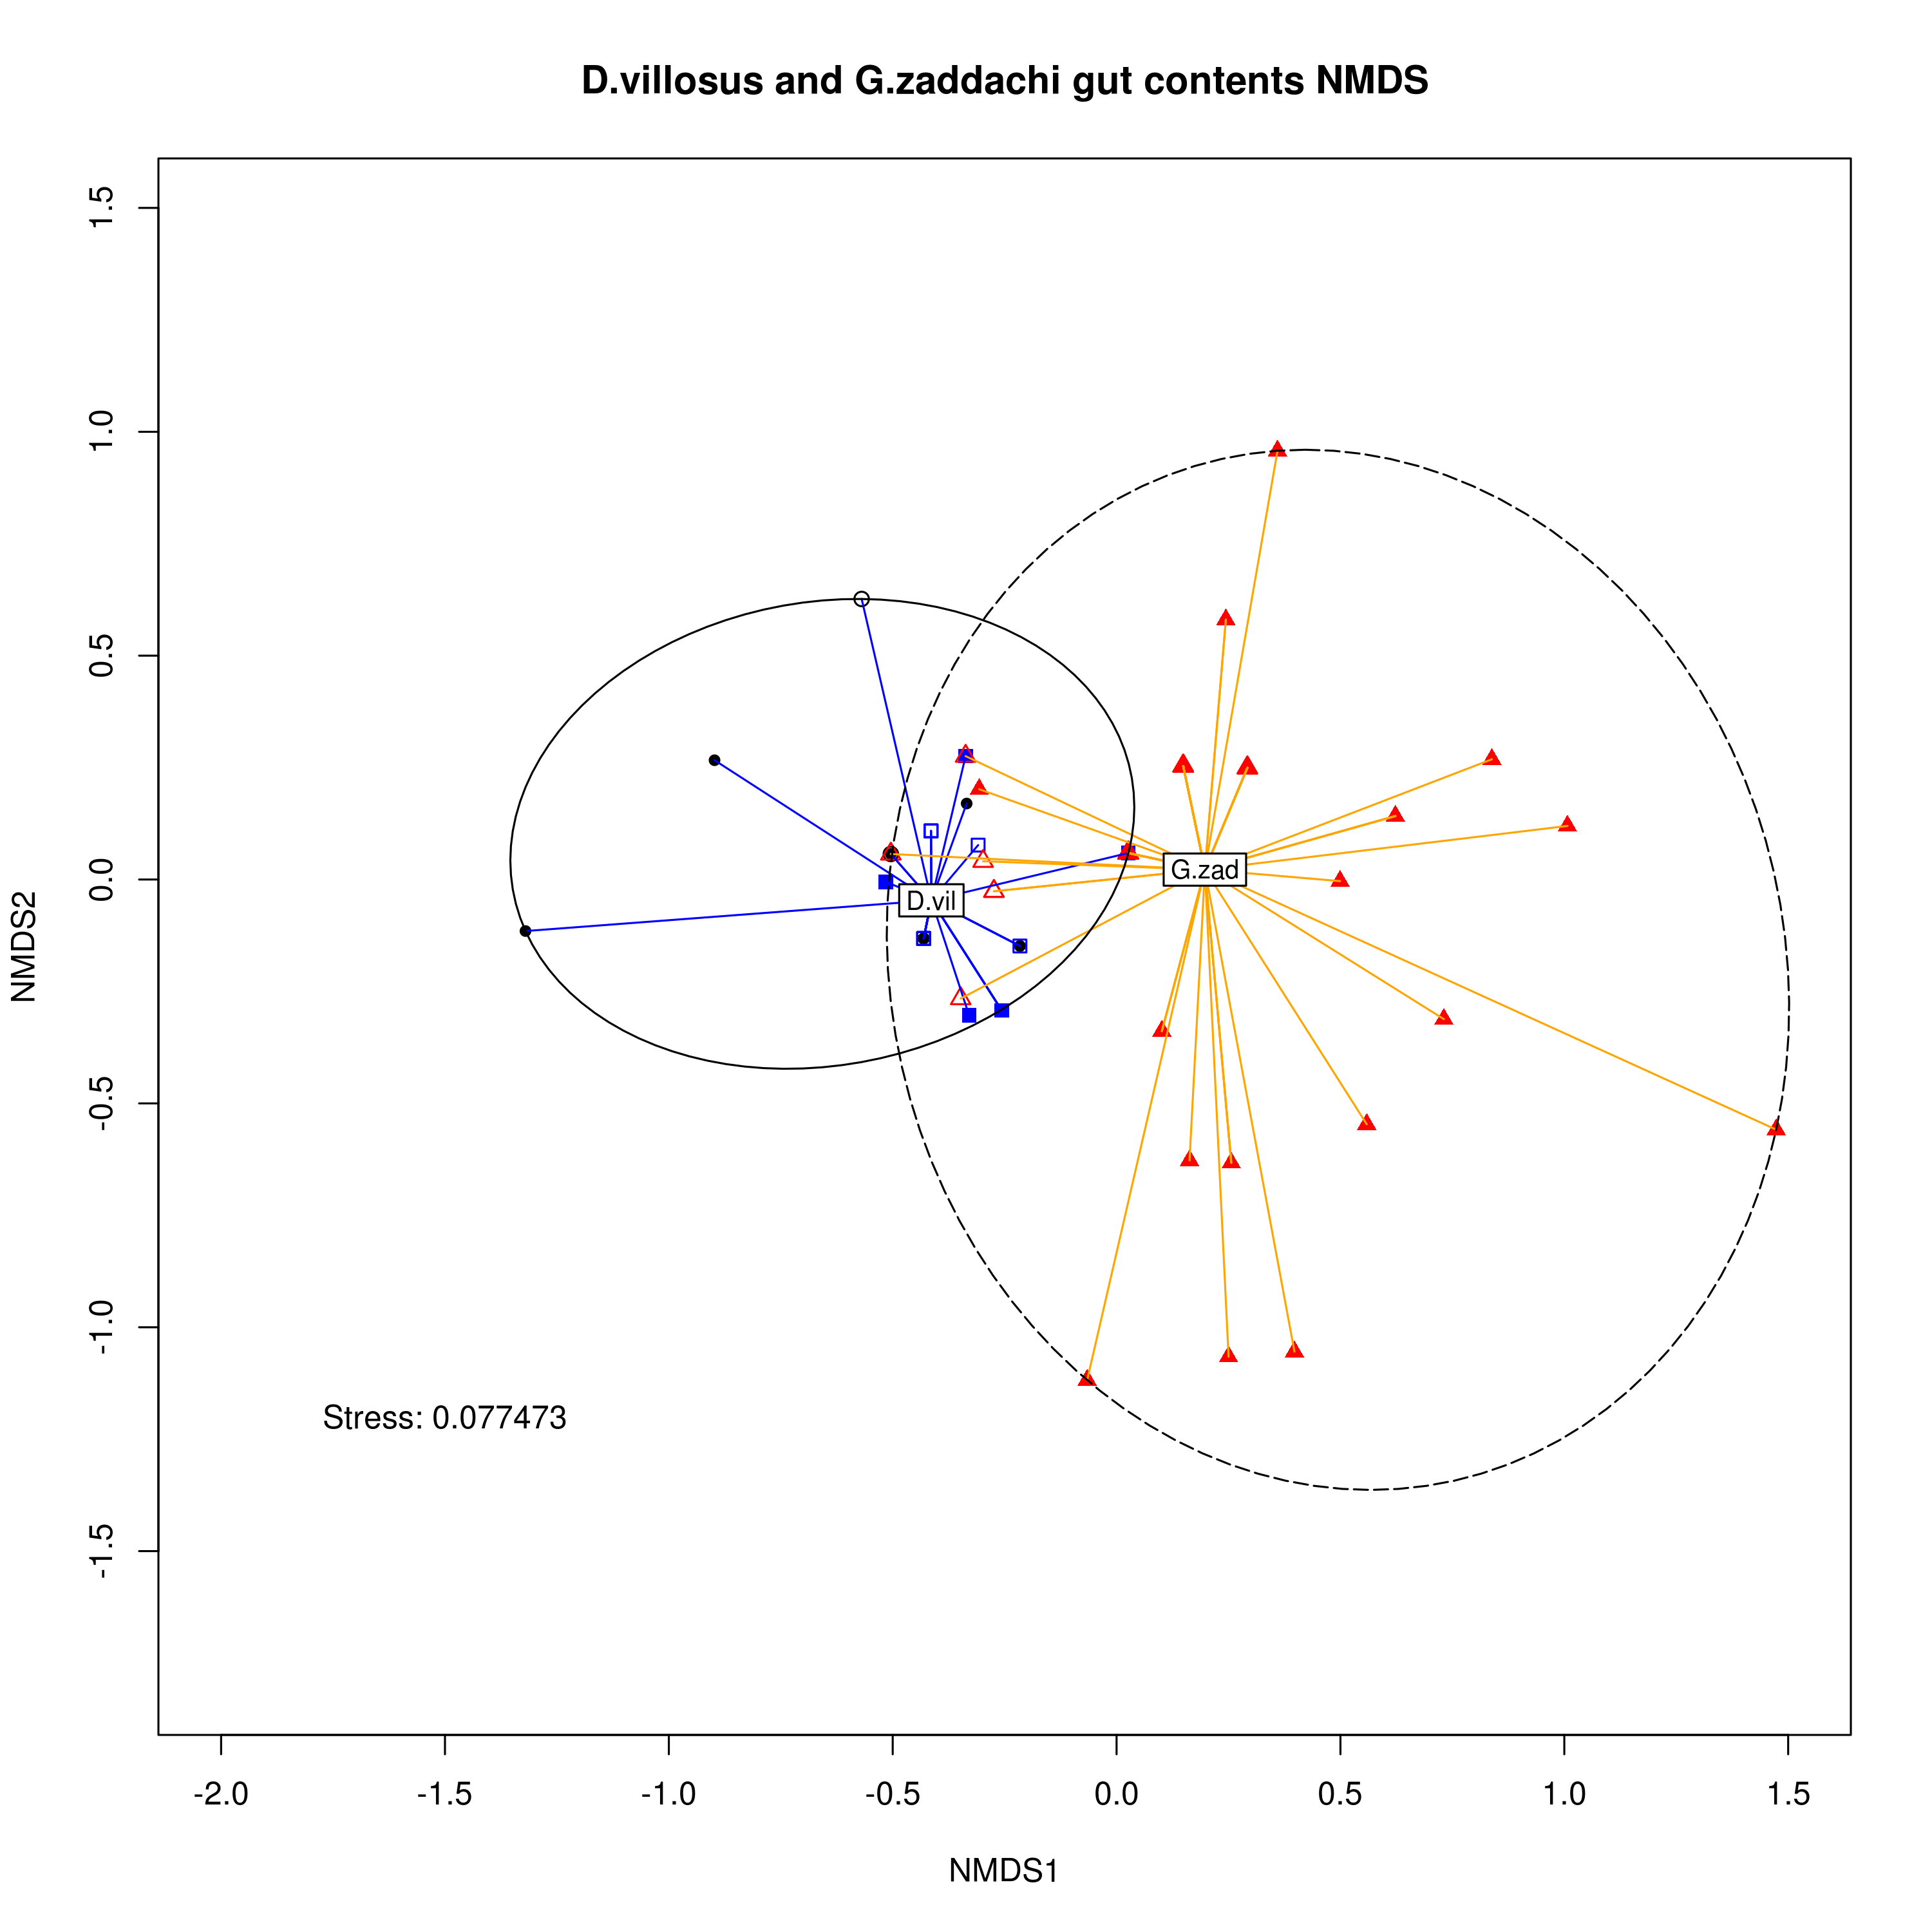 D.villosus and G.zaddachi gut contents NMDS
1.5
1.0
0.5
0.0
-0.5
-1.0
-1.5
NMDS2
D.vil
G.zad
Stress: 0.077473
-2.0 -1.5 -1.0 -0.5 0.0 0.5 1.0 1.5
NMDS1